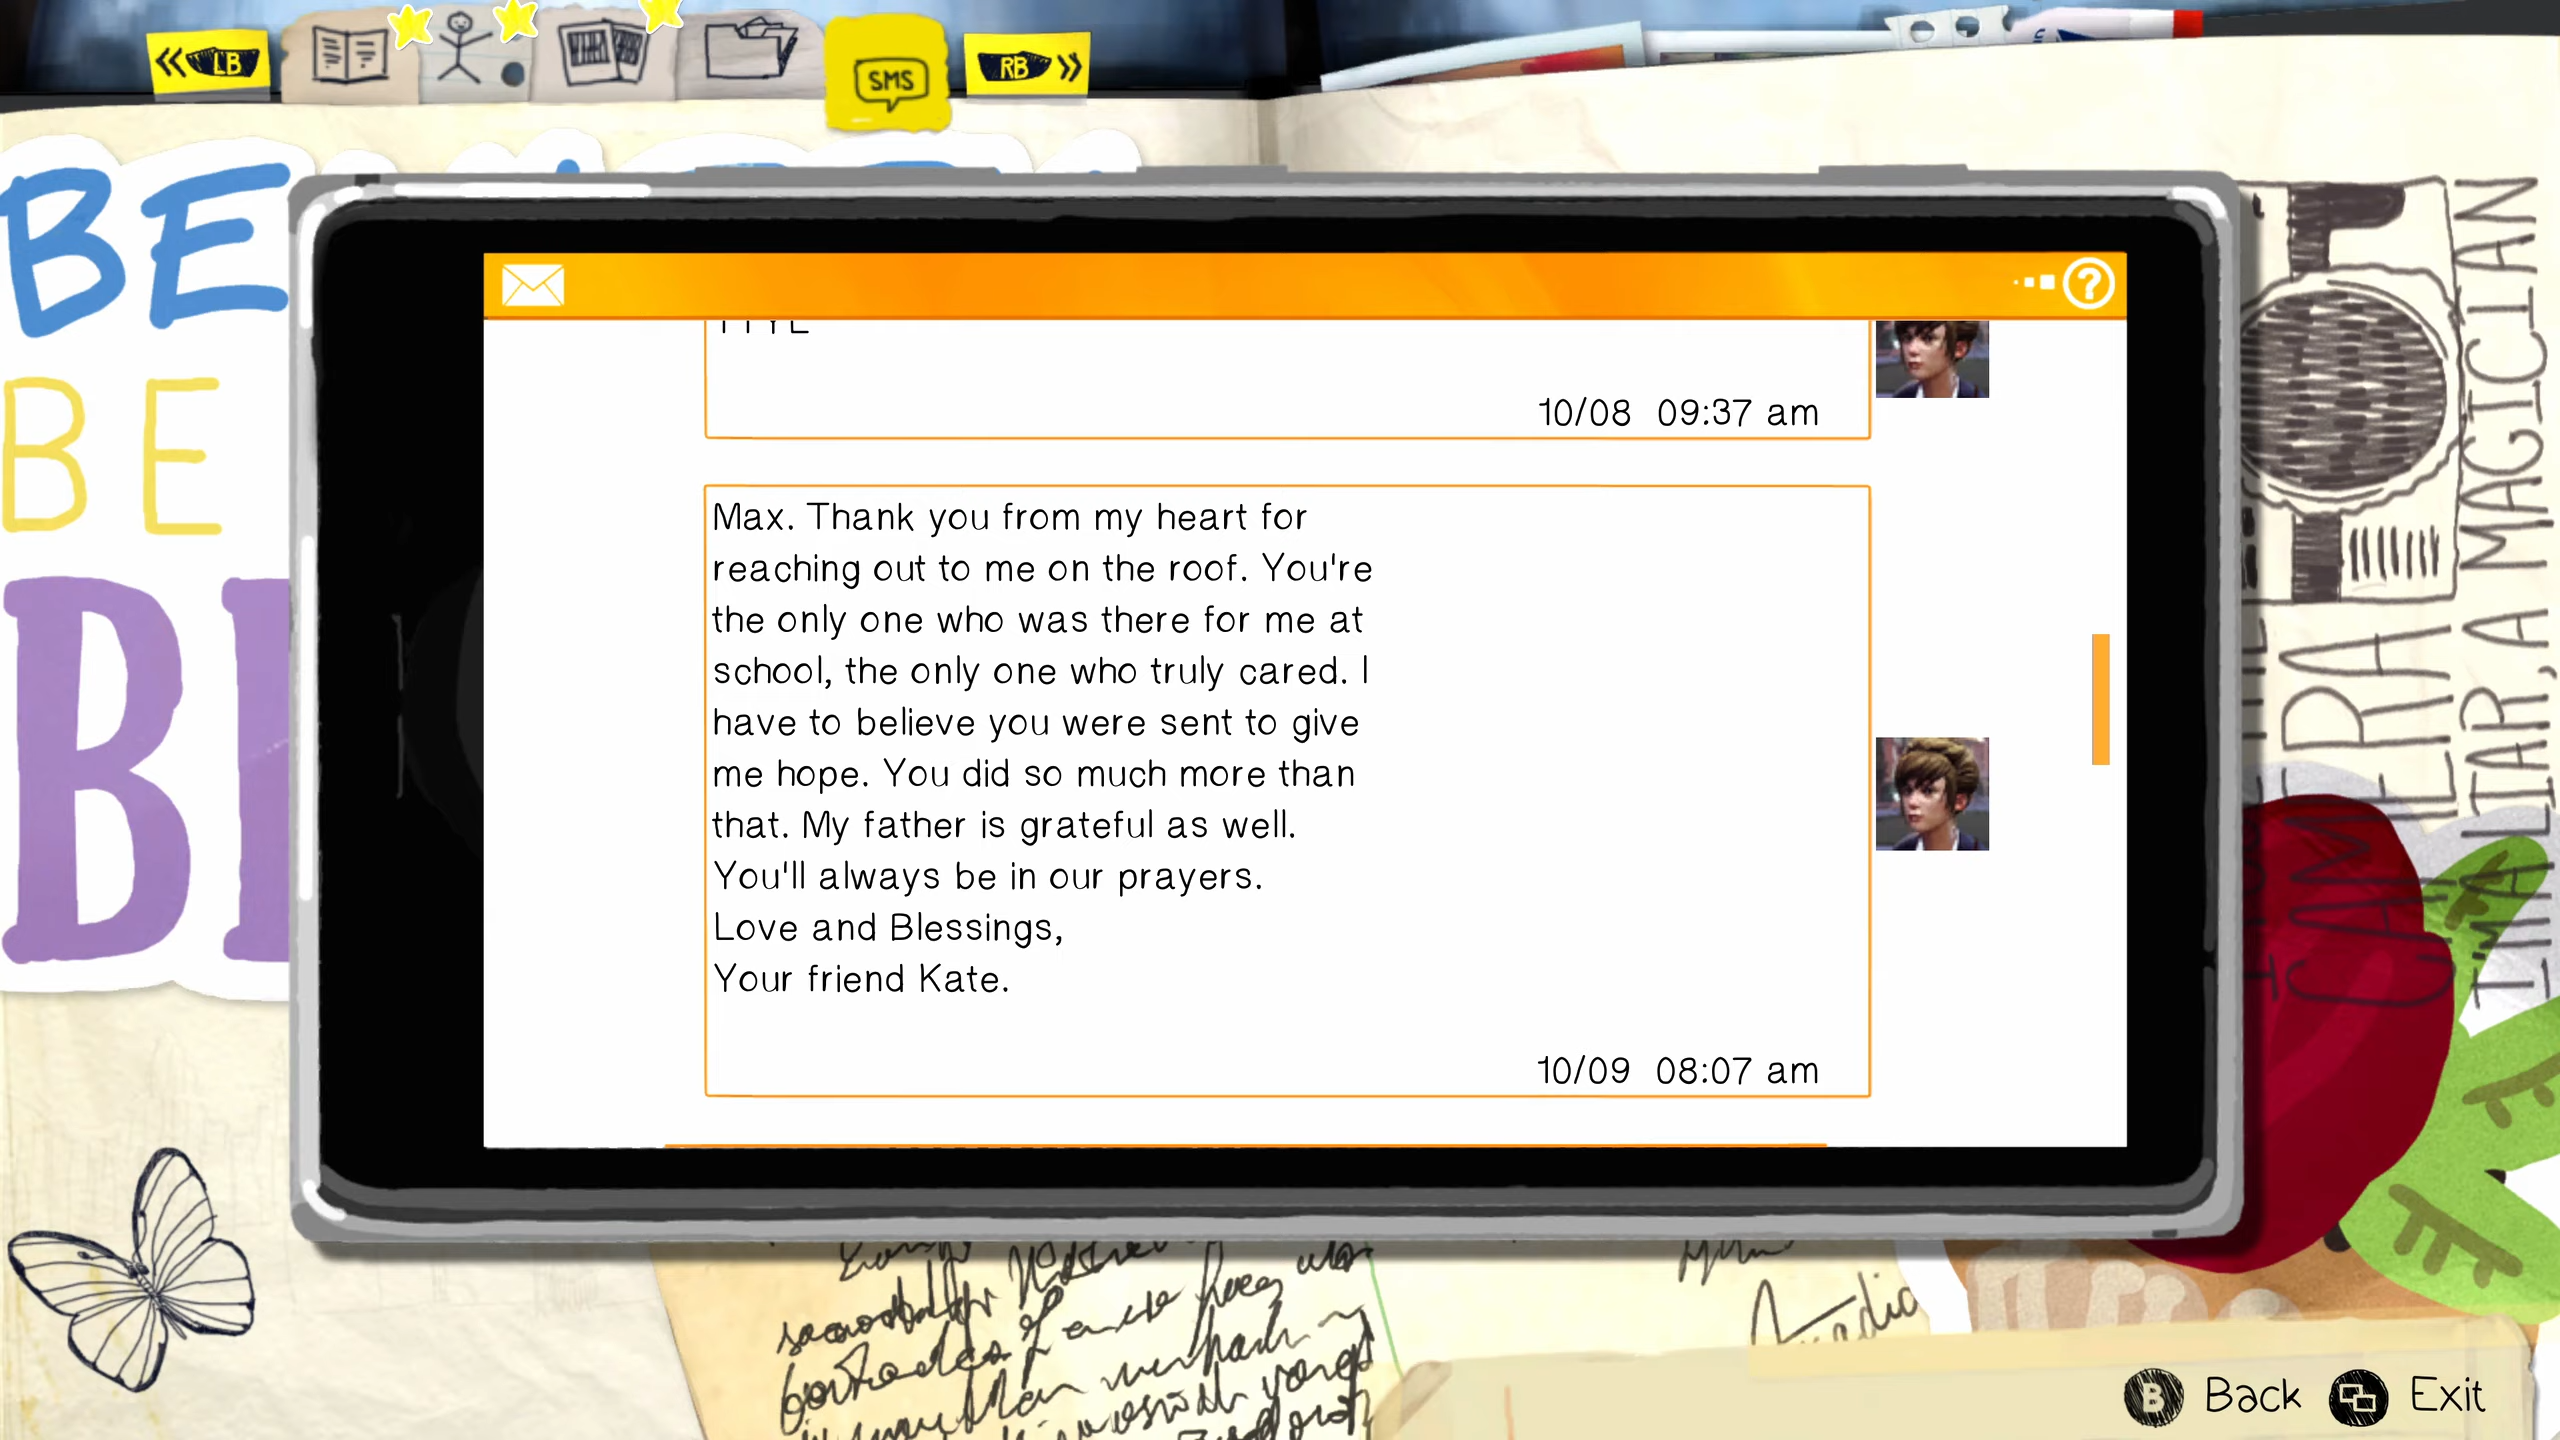 LB
SMS
RB
BE
BE
TTYL
10/08 09:37 am
Max. Thank you from my heart for
reaching out to me on the roof. You're
the only one who was there for me at
school, the only one who truly cared. I
have to believe you were sent to give
me hope. You did so much more than
that. My father is grateful as well.
You'll always be in our prayers.
Love and Blessings,
Your friend Kate.
10/09 08:07 am
CAMERA
I'M A LIAR, A MAGICIAN
B Back
Exit